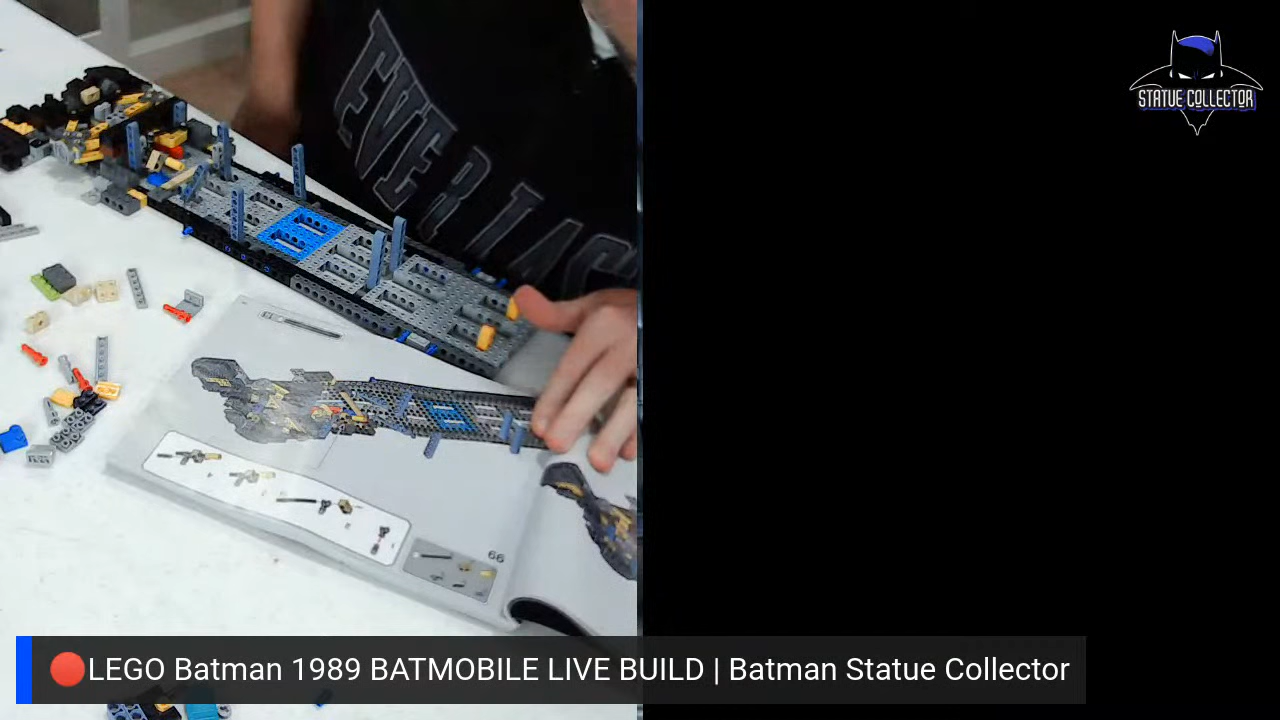 STATUE COLLECTOR
66
🔴LEGO Batman 1989 BATMOBILE LIVE BUILD | Batman Statue Collector